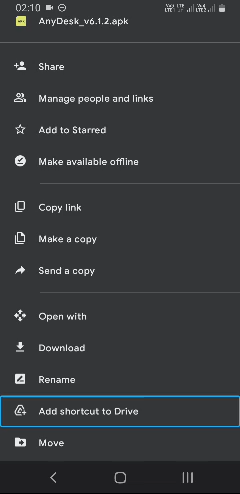 02:10
AnyDesk_v6.1.2.apk
Share
Manage people and links
Add to Starred
Make available offline
Copy link
Make a copy
Send a copy
Open with
Download
Rename
Add shortcut to Drive
Move